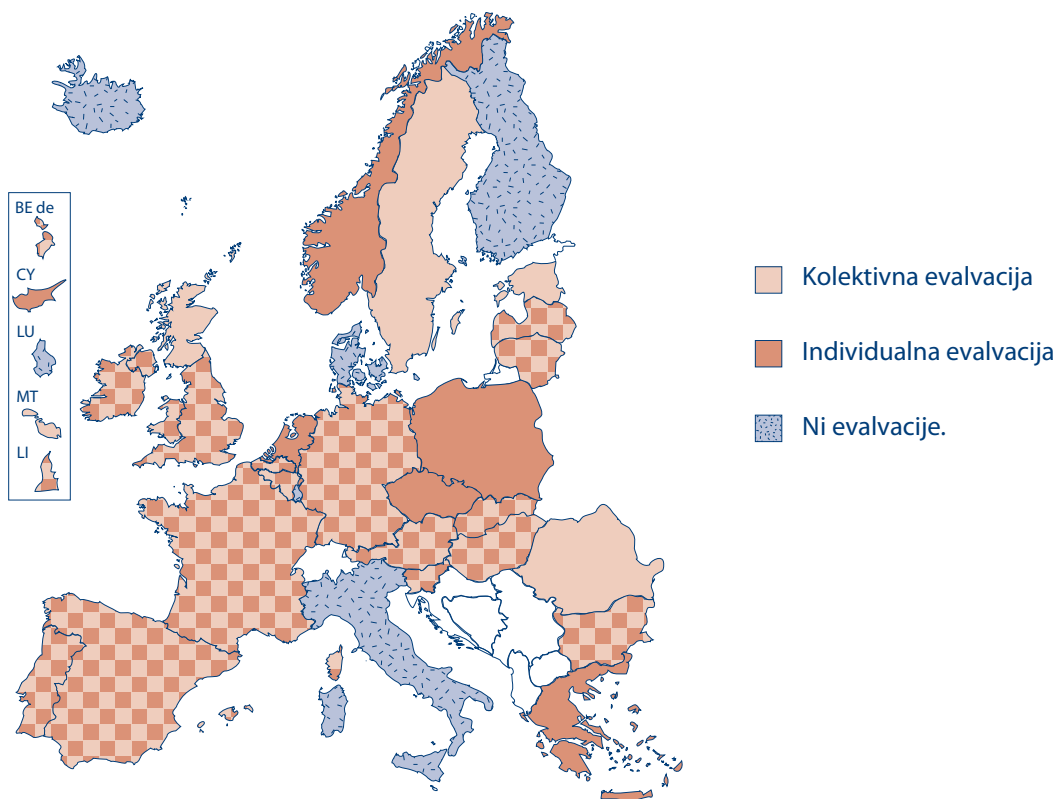 BE de
CY
LU
MT
LI
Kolektivna evalvacija
Individualna evalvacija
Ni evalvacije.